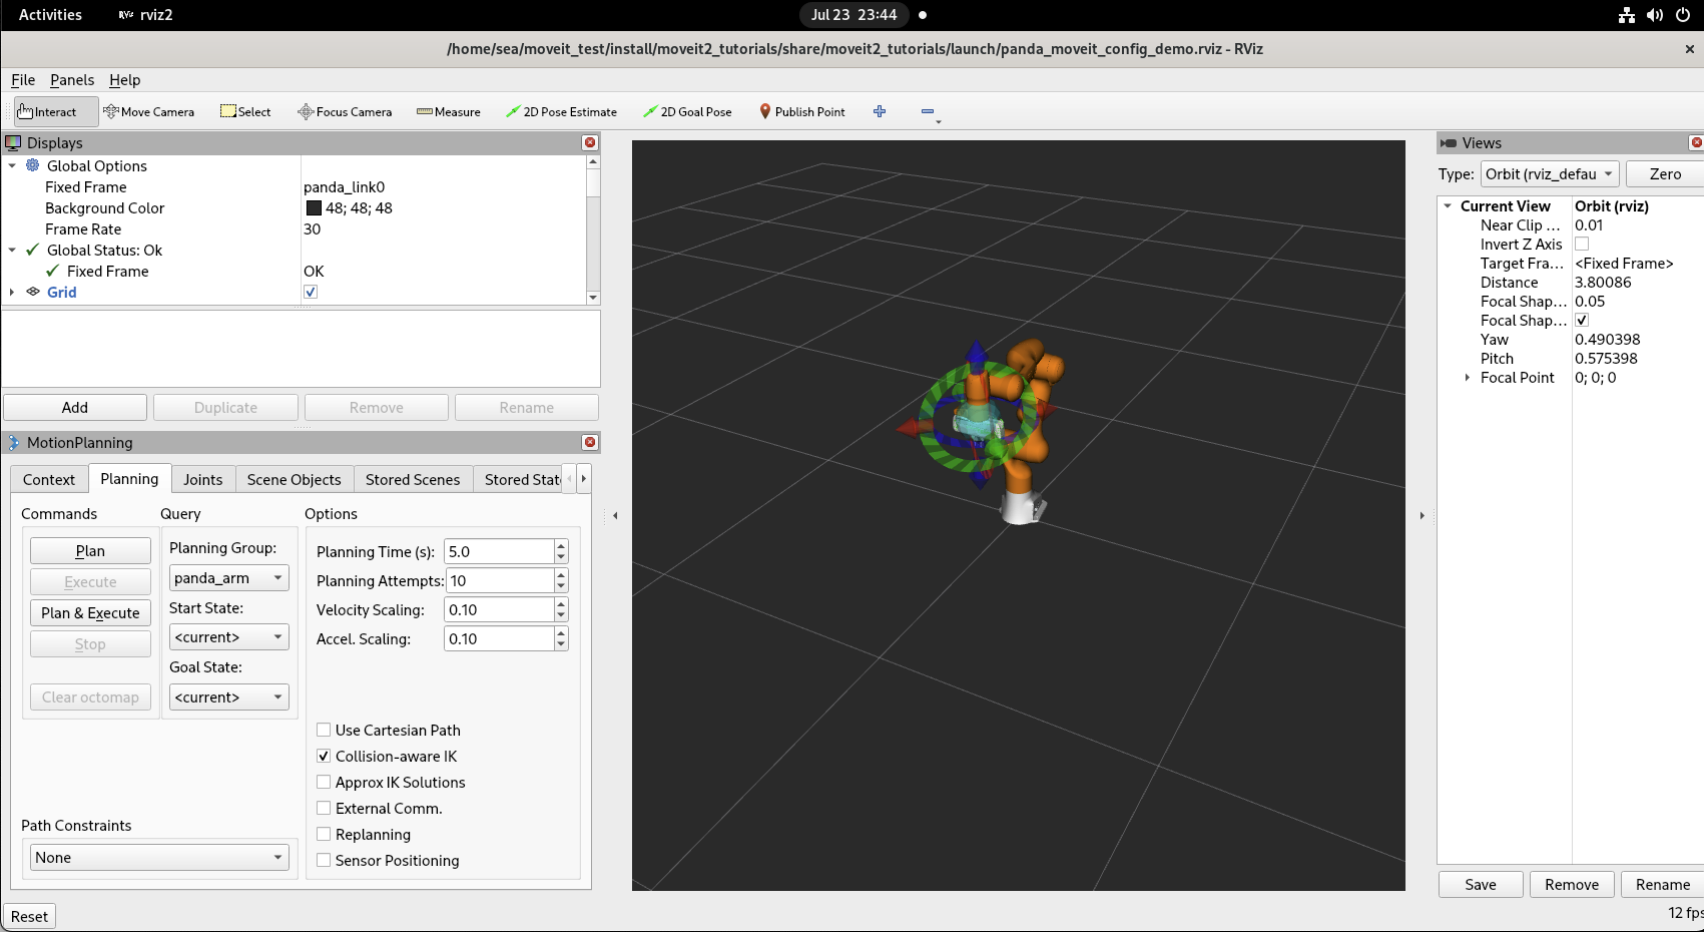 Activities rviz2 Jul 23 23:44
/home/sea/moveit_test/install/moveit2_tutorials/share/moveit2_tutorials/launch/panda_moveit_config_demo.rviz - RViz
File Panels Help
Interact Move Camera Select Focus Camera Measure 2D Pose Estimate 2D Goal Pose Publish Point
Displays
Global Options
Fixed Frame panda_link0
Background Color 48; 48; 48
Frame Rate 30
Global Status: Ok
Fixed Frame OK
Grid
Add Duplicate Remove Rename
MotionPlanning
Context Planning Joints Scene Objects Stored Scenes Stored Stat
Commands Query Options
Plan
Execute
Plan & Execute
Stop
Clear octomap
Planning Group:
panda_arm
Start State:
<current>
Goal State:
<current>
Planning Time (s): 5.0
Planning Attempts: 10
Velocity Scaling: 0.10
Accel. Scaling: 0.10
Use Cartesian Path
Collision-aware IK
Approx IK Solutions
External Comm.
Replanning
Sensor Positioning
Path Constraints
None
Reset
Views
Type: Orbit (rviz_defau Zero
Current View Orbit (rviz)
Near Clip ... 0.01
Invert Z Axis
Target Fra... <Fixed Frame>
Distance 3.80086
Focal Shap... 0.05
Focal Shap...
Yaw 0.490398
Pitch 0.575398
Focal Point 0; 0; 0
Save Remove Rename
12 fps